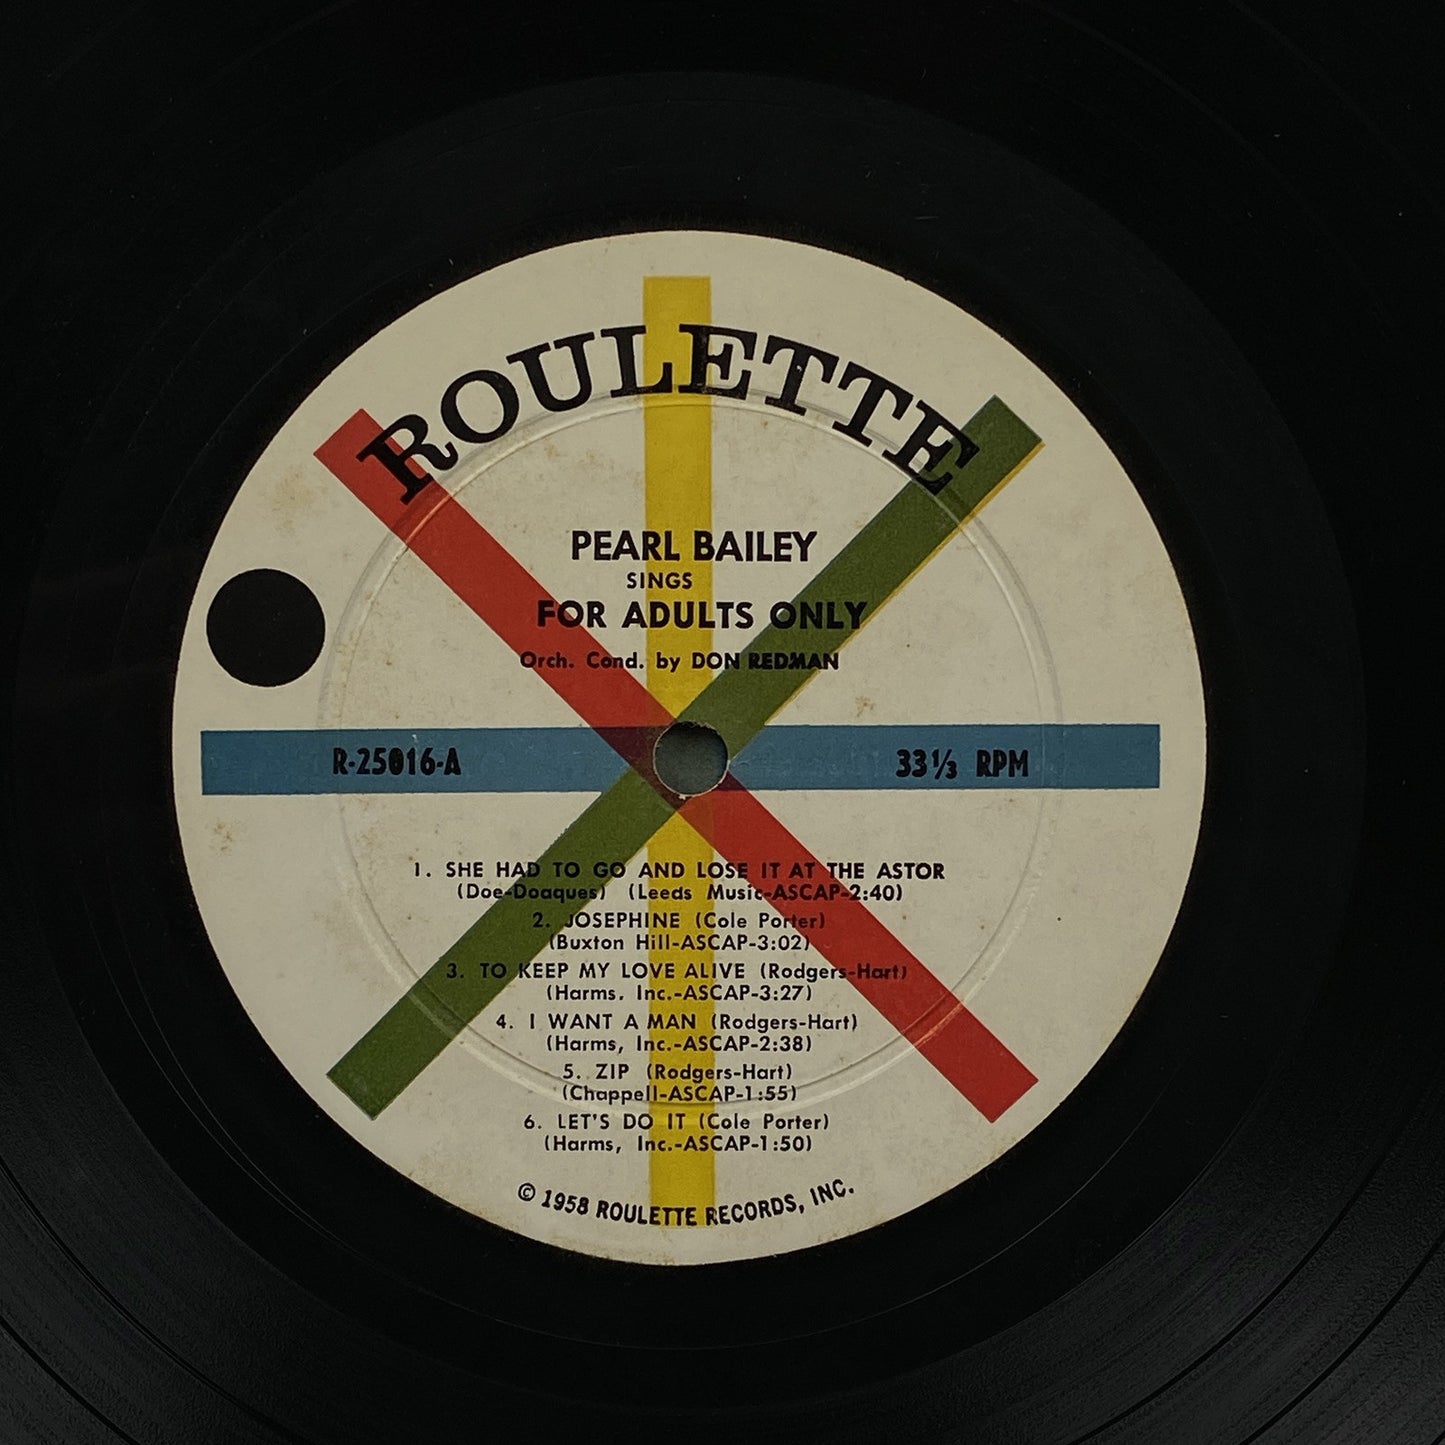 ROULETTE
PEARL BAILEY
SINGS
FOR ADULTS ONLY
Orch. Cond. by DON REDMAN
R-25016-A
33⅓ RPM
1. SHE HAD TO GO AND LOSE IT AT THE ASTOR
(Doe-Doaques) (Leeds Music-ASCAP-2:40)
2. JOSEPHINE (Cole Porter)
(Buxton Hill-ASCAP-3:02)
3. TO KEEP MY LOVE ALIVE (Rodgers-Hart)
(Harms, Inc.-ASCAP-3:27)
4. I WANT A MAN (Rodgers-Hart)
(Harms, Inc.-ASCAP-2:38)
5. ZIP (Rodgers-Hart)
(Chappell-ASCAP-1:55)
6. LET'S DO IT (Cole Porter)
(Harms, Inc.-ASCAP-1:50)
© 1958 ROULETTE RECORDS, INC.